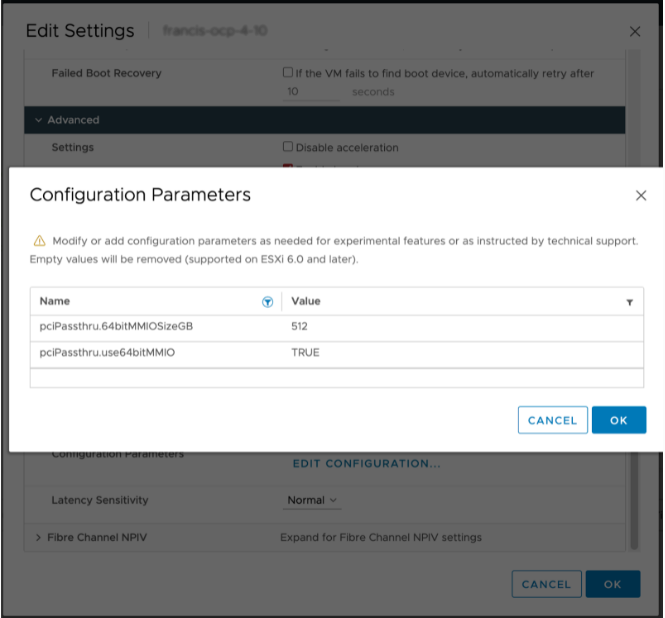 Edit Settings francis-ocp-4-10
Failed Boot Recovery
If the VM fails to find boot device, automatically retry after
10 seconds
Advanced
Settings Disable acceleration
Configuration Parameters
Modify or add configuration parameters as needed for experimental features or as instructed by technical support.
Empty values will be removed (supported on ESXi 6.0 and later).
Name Value
pciPassthru.64bitMMIOSizeGB 512
pciPassthru.use64bitMMIO TRUE
CANCEL OK
Configuration Parameters
EDIT CONFIGURATION...
Latency Sensitivity Normal
Fibre Channel NPIV Expand for Fibre Channel NPIV settings
CANCEL OK